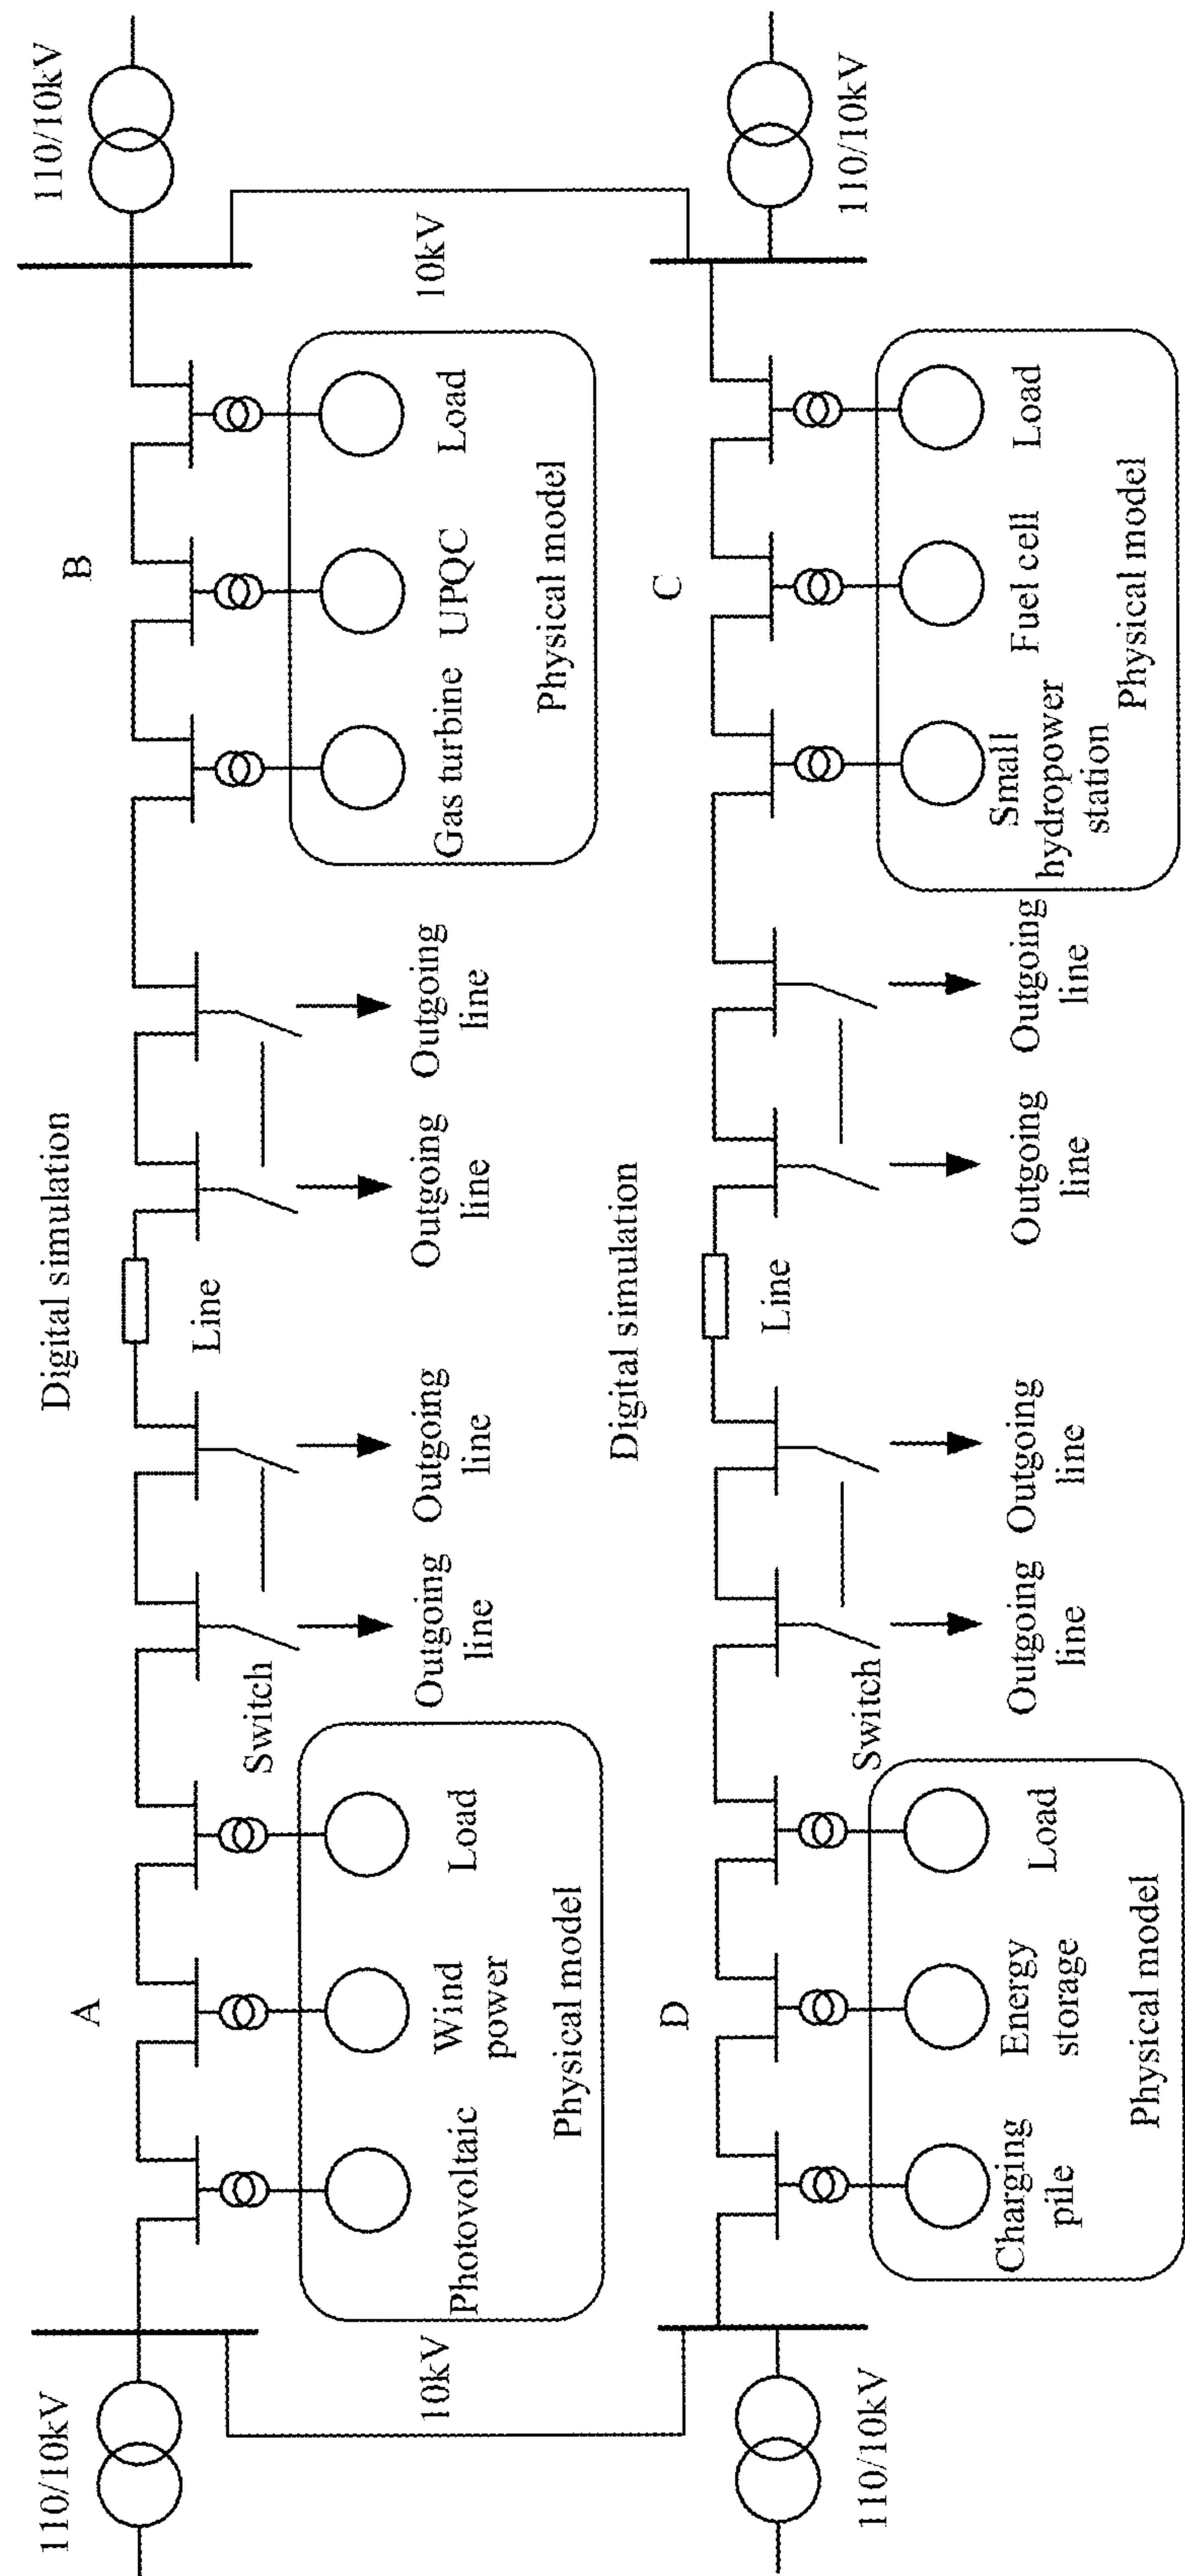 110/10kV
A
Digital simulation
B
110/10kV
Switch
Line
Photovoltaic
Wind
power
Load
Physical model
Outgoing
line
Outgoing
line
Outgoing
line
Outgoing
line
Gas turbine
UPQC
Load
Physical model
10kV
10kV
D
Digital simulation
C
110/10kV
Switch
Line
Charging
pile
Energy
storage
Load
Physical model
Outgoing
line
Outgoing
line
Outgoing
line
Outgoing
line
Small
hydropower
station
Fuel cell
Load
Physical model
110/10kV